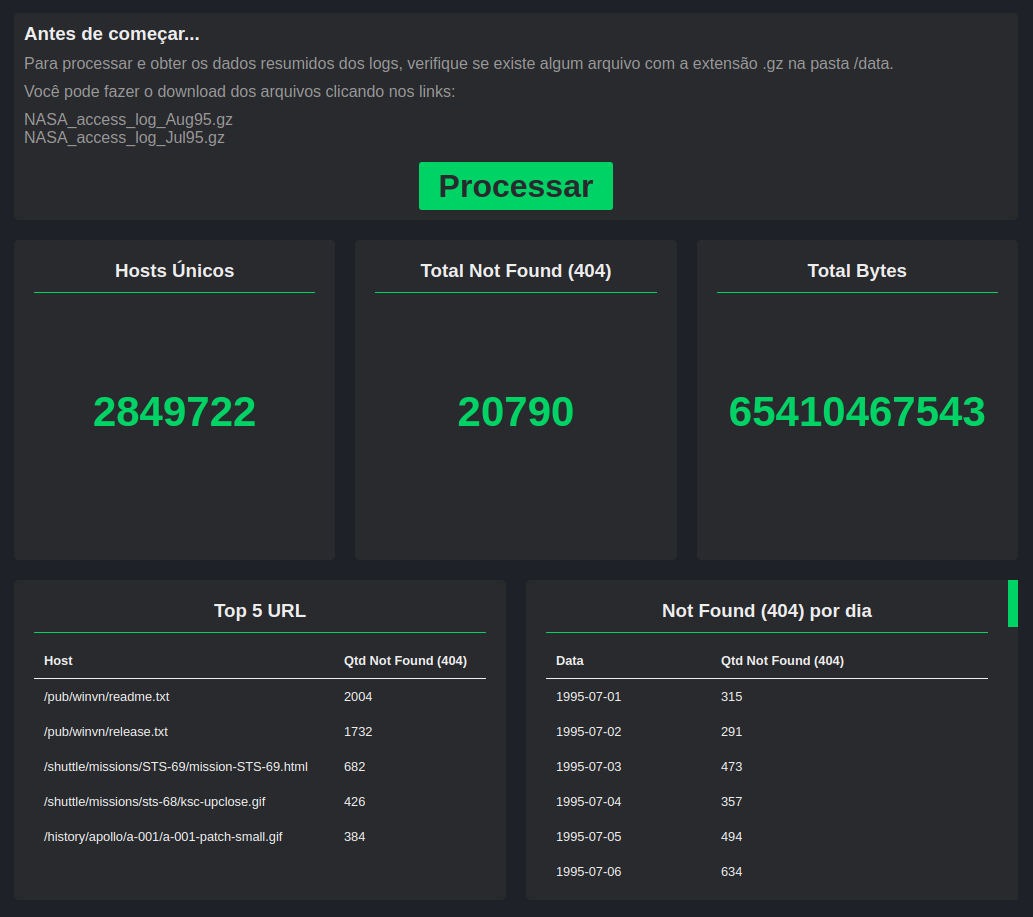 Antes de começar...
Para processar e obter os dados resumidos dos logs, verifique se existe algum arquivo com a extensão .gz na pasta /data.
Você pode fazer o download dos arquivos clicando nos links:
NASA_access_log_Aug95.gz
NASA_access_log_Jul95.gz
Processar
Hosts Únicos
2849722
Total Not Found (404)
20790
Total Bytes
65410467543
Top 5 URL
Host Qtd Not Found (404)
/pub/winvn/readme.txt 2004
/pub/winvn/release.txt 1732
/shuttle/missions/STS-69/mission-STS-69.html 682
/shuttle/missions/sts-68/ksc-upclose.gif 426
/history/apollo/a-001/a-001-patch-small.gif 384
Not Found (404) por dia
Data Qtd Not Found (404)
1995-07-01 315
1995-07-02 291
1995-07-03 473
1995-07-04 357
1995-07-05 494
1995-07-06 634